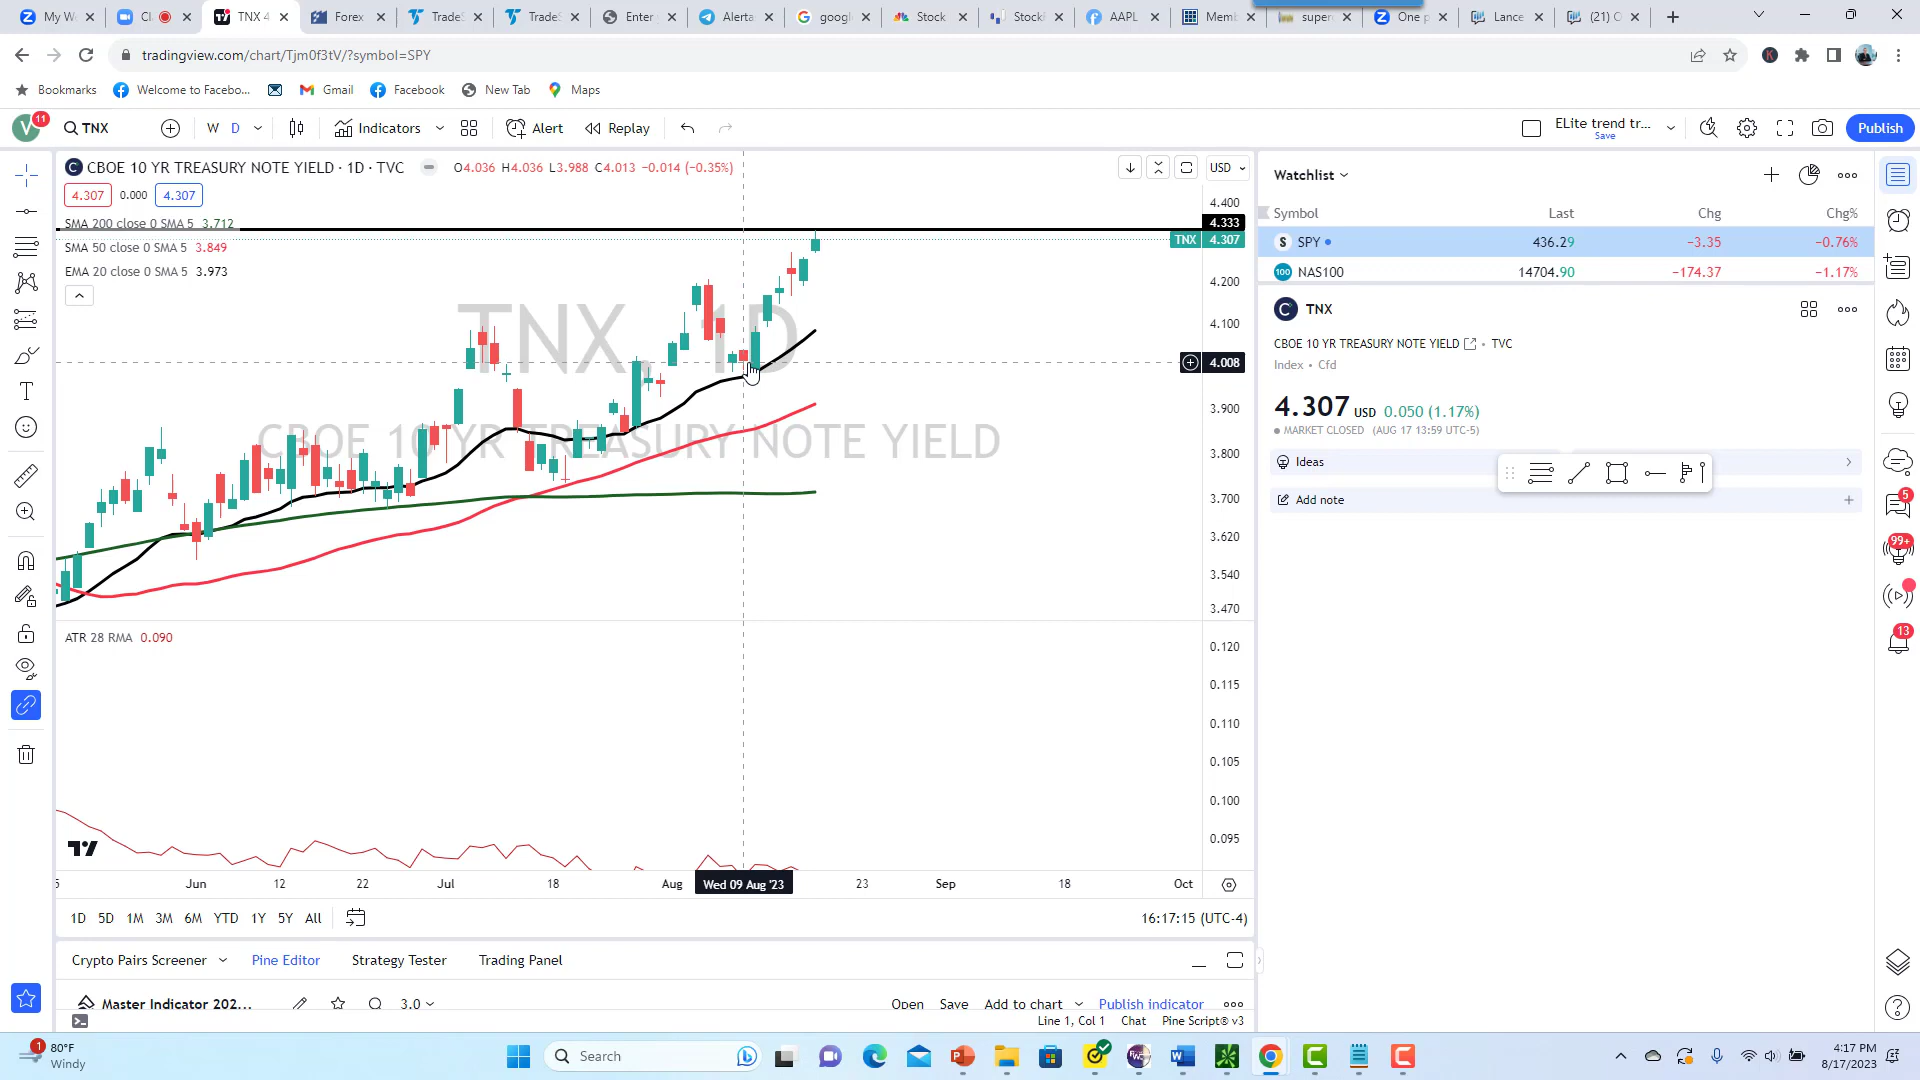 My W
Cl
TNX 4
Forex
TradeS
TradeS
Enter
Alerta
googl
Stock
StockI
AAPL
Memb
super
One p
Lance
(21) C
tradingview.com/chart/Tjm0f3tV/?symbol=SPY
Bookmarks
Welcome to Facebo...
Gmail
Facebook
New Tab
Maps
V
11
TNX
W
D
Indicators
Alert
Replay
ELite trend tr...
Save
Publish
CBOE 10 YR TREASURY NOTE YIELD · 1D · TVC
O4.036 H4.036 L3.988 C4.013 −0.014 (−0.35%)
USD
4.307
0.000
4.307
SMA 200 close 0 SMA 5 3.712
SMA 50 close 0 SMA 5 3.849
EMA 20 close 0 SMA 5 3.973
TNX, 1D
CBOE 10 YR TREASURY NOTE YIELD
4.400
4.333
TNX 4.307
4.200
4.100
4.008
3.900
3.800
3.700
3.620
3.540
3.470
ATR 28 RMA 0.090
0.120
0.115
0.110
0.105
0.100
0.095
Jun
12
22
Jul
18
Aug
Wed 09 Aug '23
23
Sep
18
Oct
1D
5D
1M
3M
6M
YTD
1Y
5Y
All
16:17:15 (UTC-4)
Crypto Pairs Screener
Pine Editor
Strategy Tester
Trading Panel
Master Indicator 202...
3.0
Open
Save
Add to chart
Publish indicator
Line 1, Col 1
Chat
Pine Script® v3
Watchlist
Symbol
Last
Chg
Chg%
SPY
436.29
−3.35
−0.76%
NAS100
14704.90
−174.37
−1.17%
TNX
CBOE 10 YR TREASURY NOTE YIELD
TVC
Index • Cfd
4.307 USD 0.050 (1.17%)
MARKET CLOSED (AUG 17 13:59 UTC-5)
Ideas
Add note
5
99+
13
80°F
Windy
Search
4:17 PM
8/17/2023